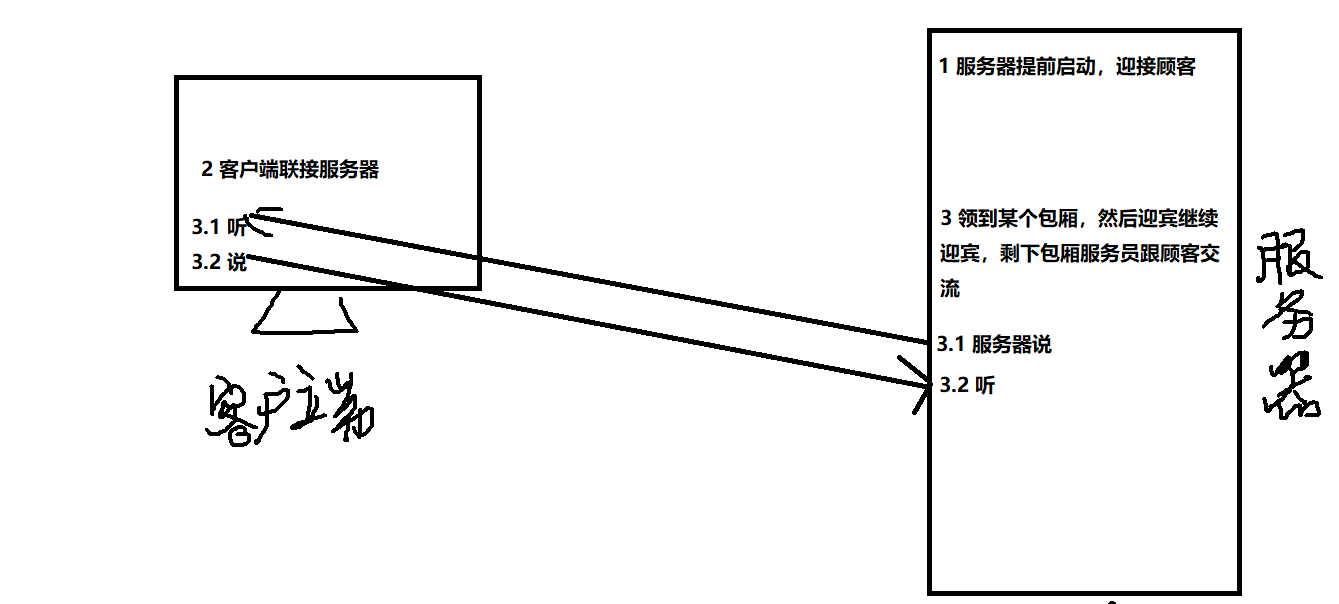 2 客户端联接服务器
3.1 听
3.2 说
客户端
1 服务器提前启动，迎接顾客
3 领到某个包厢，然后迎宾继续
迎宾，剩下包厢服务员跟顾客交
流
3.1 服务器说
3.2 听
服务器